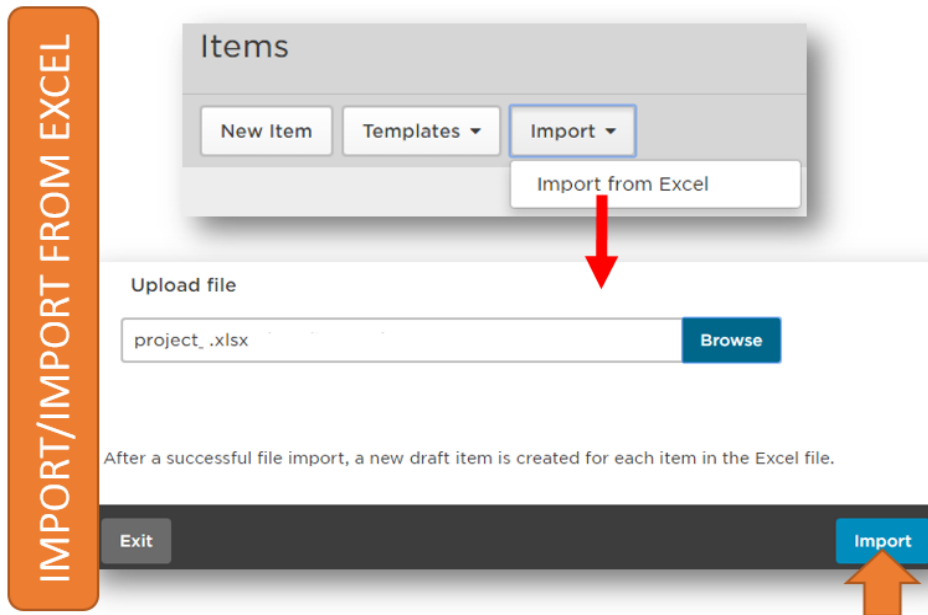 IMPORT/IMPORT FROM EXCEL
Items
New Item Templates Import
Import from Excel
Upload file
project_ .xlsx Browse
After a successful file import, a new draft item is created for each item in the Excel file.
Exit Import